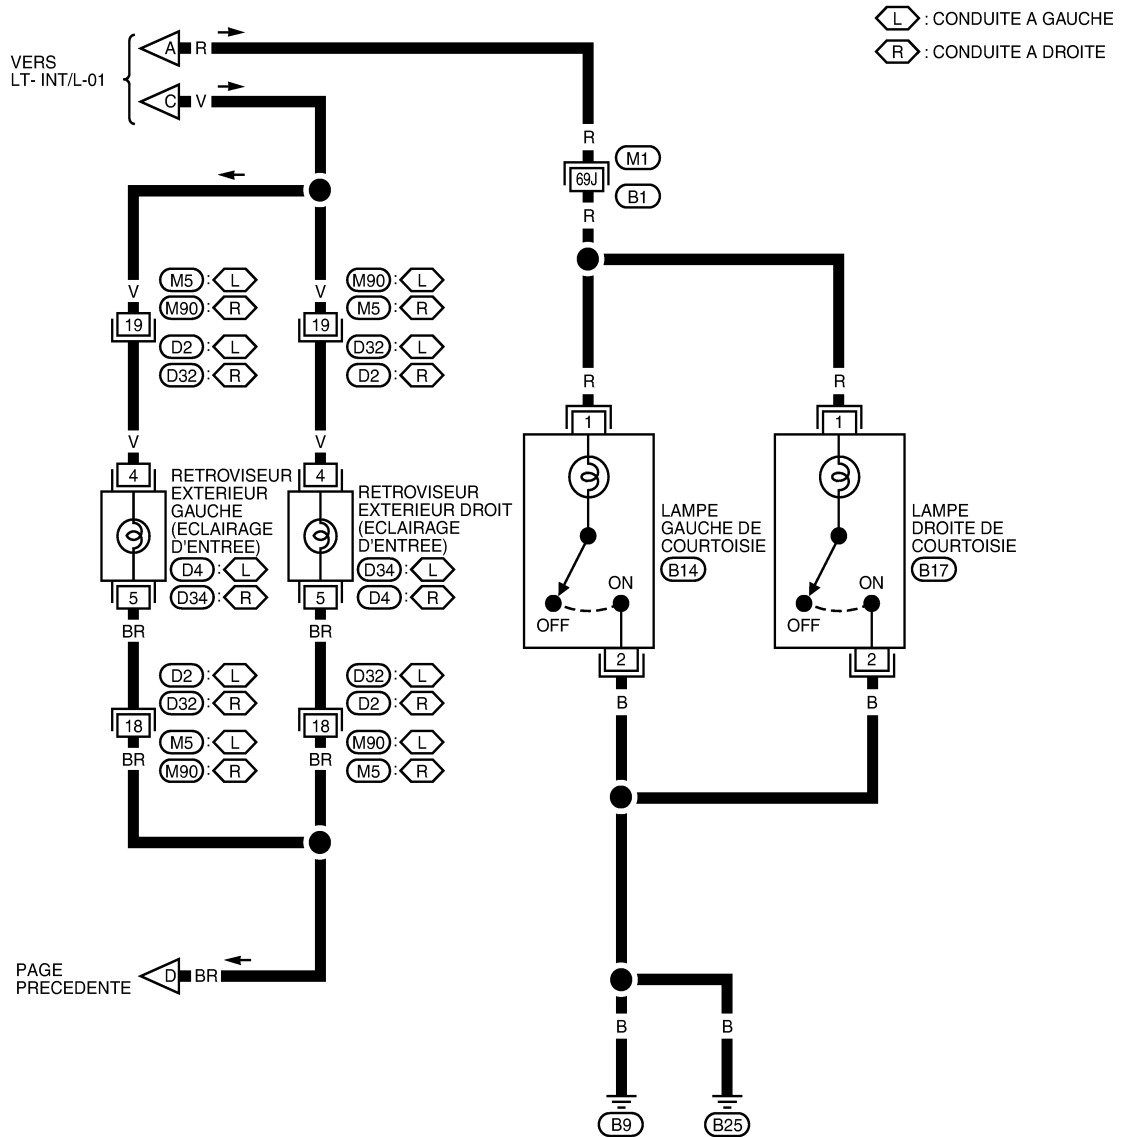 L : CONDUITE A GAUCHE
R : CONDUITE A DROITE
VERS
LT- INT/L-01
A R
C V
R
69J
M1
B1
R
M5 : L
M90 : R
V
19
D2 : L
D32 : R
M90 : L
M5 : R
V
19
D32 : L
D2 : R
V
4
RETROVISEUR
EXTERIEUR
GAUCHE
(ECLAIRAGE
D'ENTREE)
D4 : L
D34 : R
5
BR
V
4
RETROVISEUR
EXTERIEUR DROIT
(ECLAIRAGE
D'ENTREE)
D34 : L
D4 : R
5
BR
R
1
LAMPE
GAUCHE DE
COURTOISIE
B14
ON
OFF
2
B
R
1
LAMPE
DROITE DE
COURTOISIE
B17
ON
OFF
2
B
D2 : L
D32 : R
18
M5 : L
M90 : R
BR
D32 : L
D2 : R
18
M90 : L
M5 : R
BR
PAGE
PRECEDENTE
D BR
B
B
B9
B25